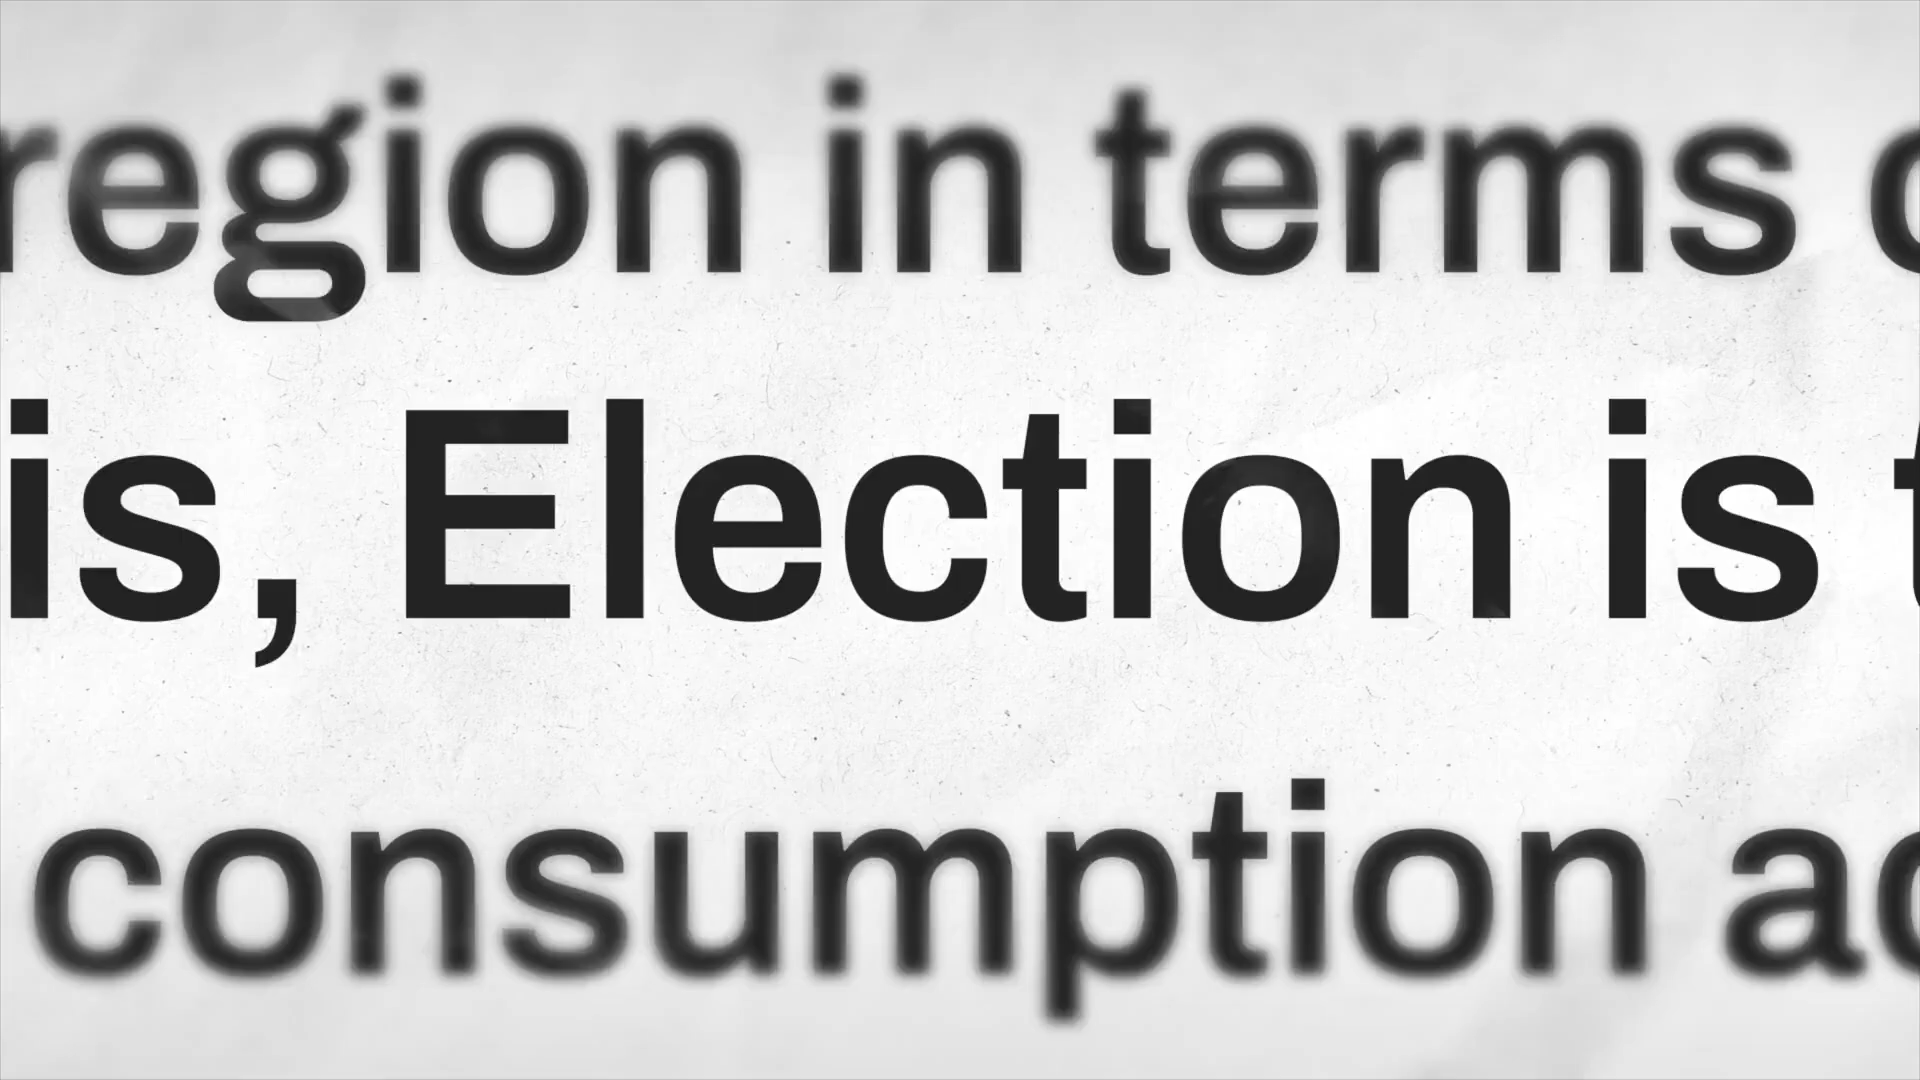 region in terms
is, Election is
consumption